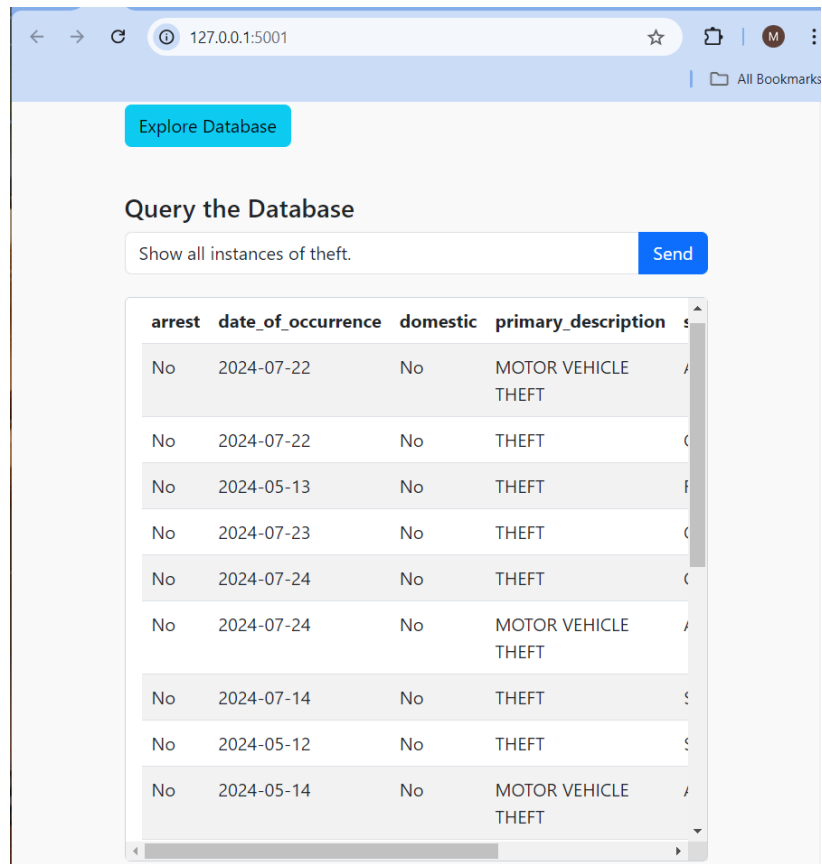 127.0.0.1:5001
M
All Bookmarks
Explore Database
Query the Database
Show all instances of theft.
Send
arrest date_of_occurrence domestic primary_description
No 2024-07-22 No MOTOR VEHICLE
THEFT
No 2024-07-22 No THEFT
No 2024-05-13 No THEFT
No 2024-07-23 No THEFT
No 2024-07-24 No THEFT
No 2024-07-24 No MOTOR VEHICLE
THEFT
No 2024-07-14 No THEFT
No 2024-05-12 No THEFT
No 2024-05-14 No MOTOR VEHICLE
THEFT